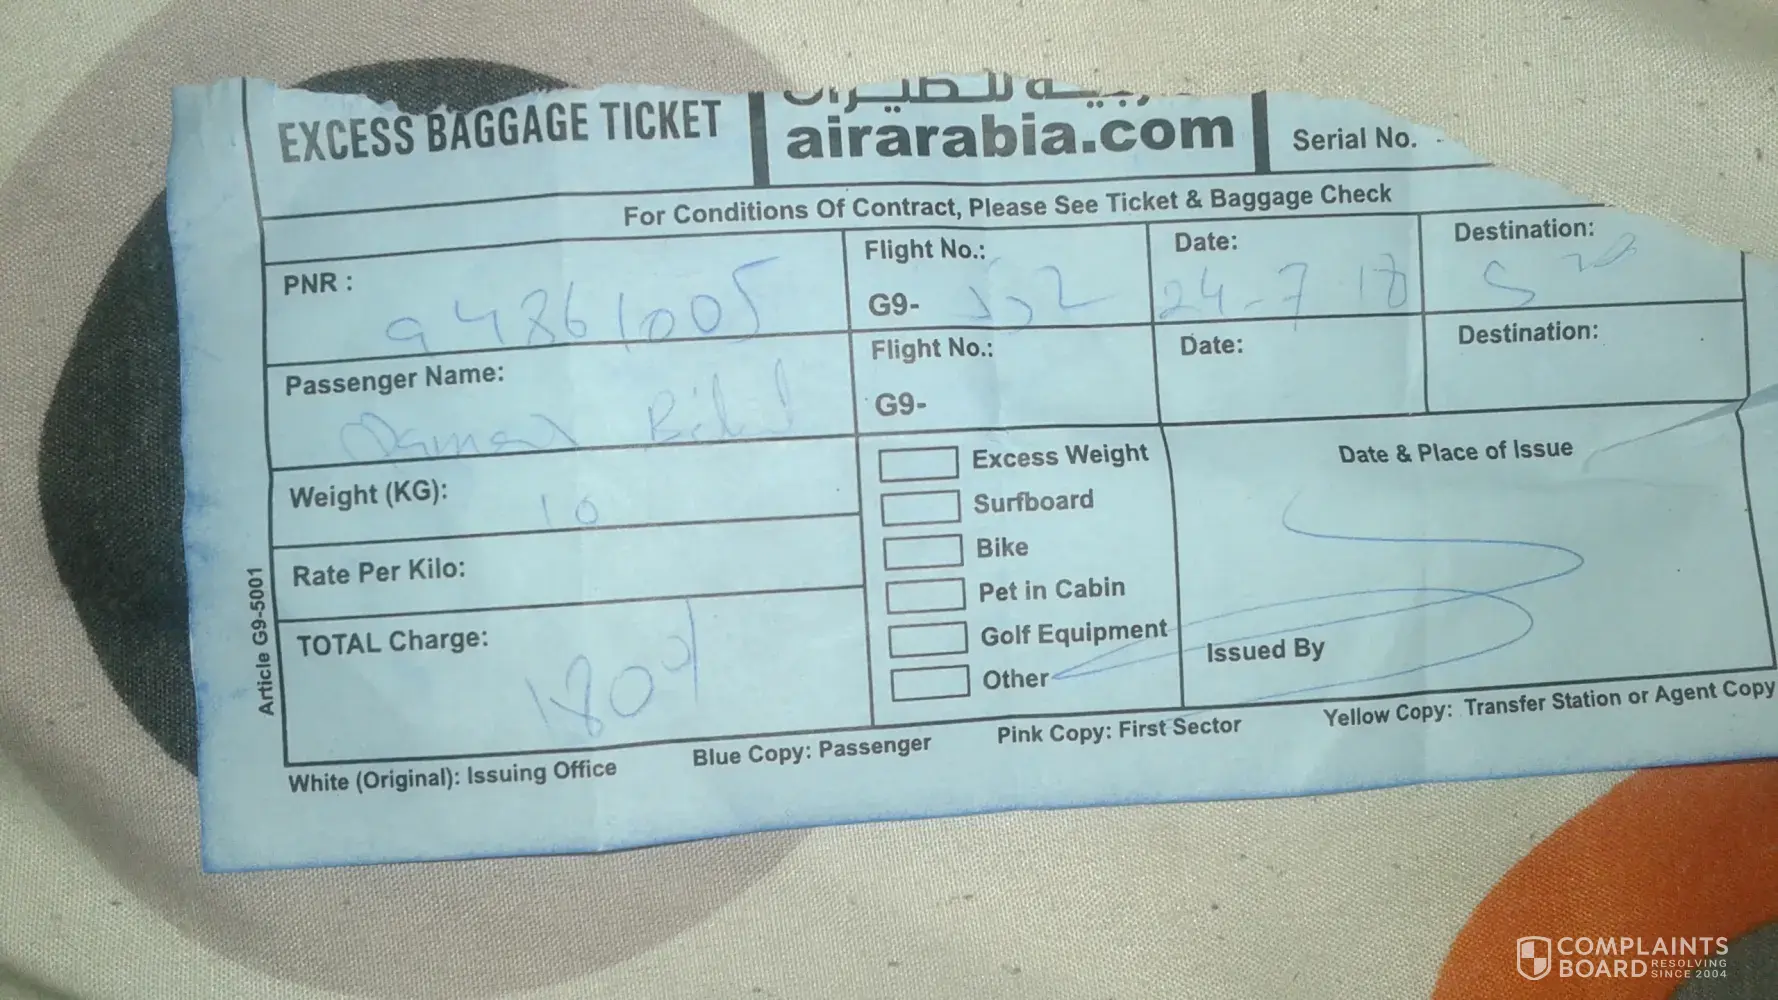 EXCESS BAGGAGE TICKET
airarabia.com
Serial No.
For Conditions Of Contract, Please See Ticket & Baggage Check
PNR : 94861005
Flight No.: G9-
Date: 24-7 18
Destination:
Passenger Name: Bilal
Flight No.: G9-
Date:
Destination:
Weight (KG): 10
Rate Per Kilo:
TOTAL Charge: 1800/
Excess Weight
Surfboard
Bike
Pet in Cabin
Golf Equipment
Other
Date & Place of Issue
Issued By
Article G9-5001
White (Original): Issuing Office
Blue Copy: Passenger
Pink Copy: First Sector
Yellow Copy: Transfer Station or Agent Copy
COMPLAINTS
BOARD RESOLVING SINCE 2004